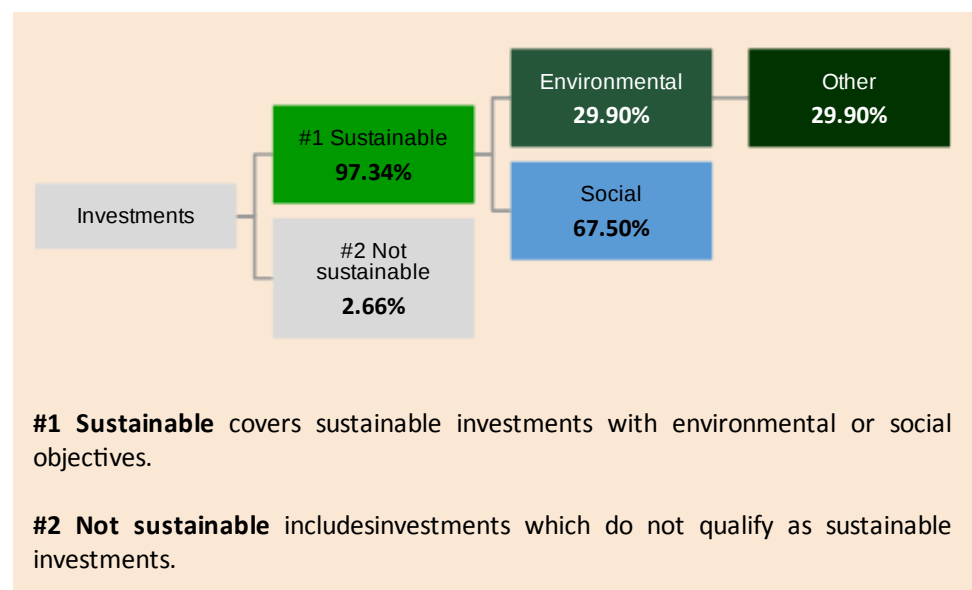 Investments
#1 Sustainable
97.34%
#2 Not
sustainable
2.66%
Environmental
29.90%
Social
67.50%
Other
29.90%
#1 Sustainable covers sustainable investments with environmental or social
objectives.
#2 Not sustainable includesinvestments which do not qualify as sustainable
investments.